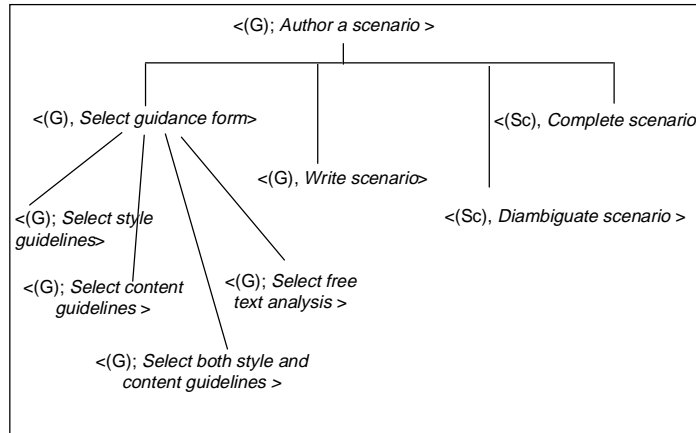 <(G); Author a scenario >
<(G), Select guidance form>
<(Sc), Complete scenario
<(G), Write scenario>
<(G); Select style
guidelines>
<(Sc), Diambiguate scenario >
<(G); Select content
guidelines >
<(G); Select free
text analysis >
<(G); Select both style and
content guidelines >